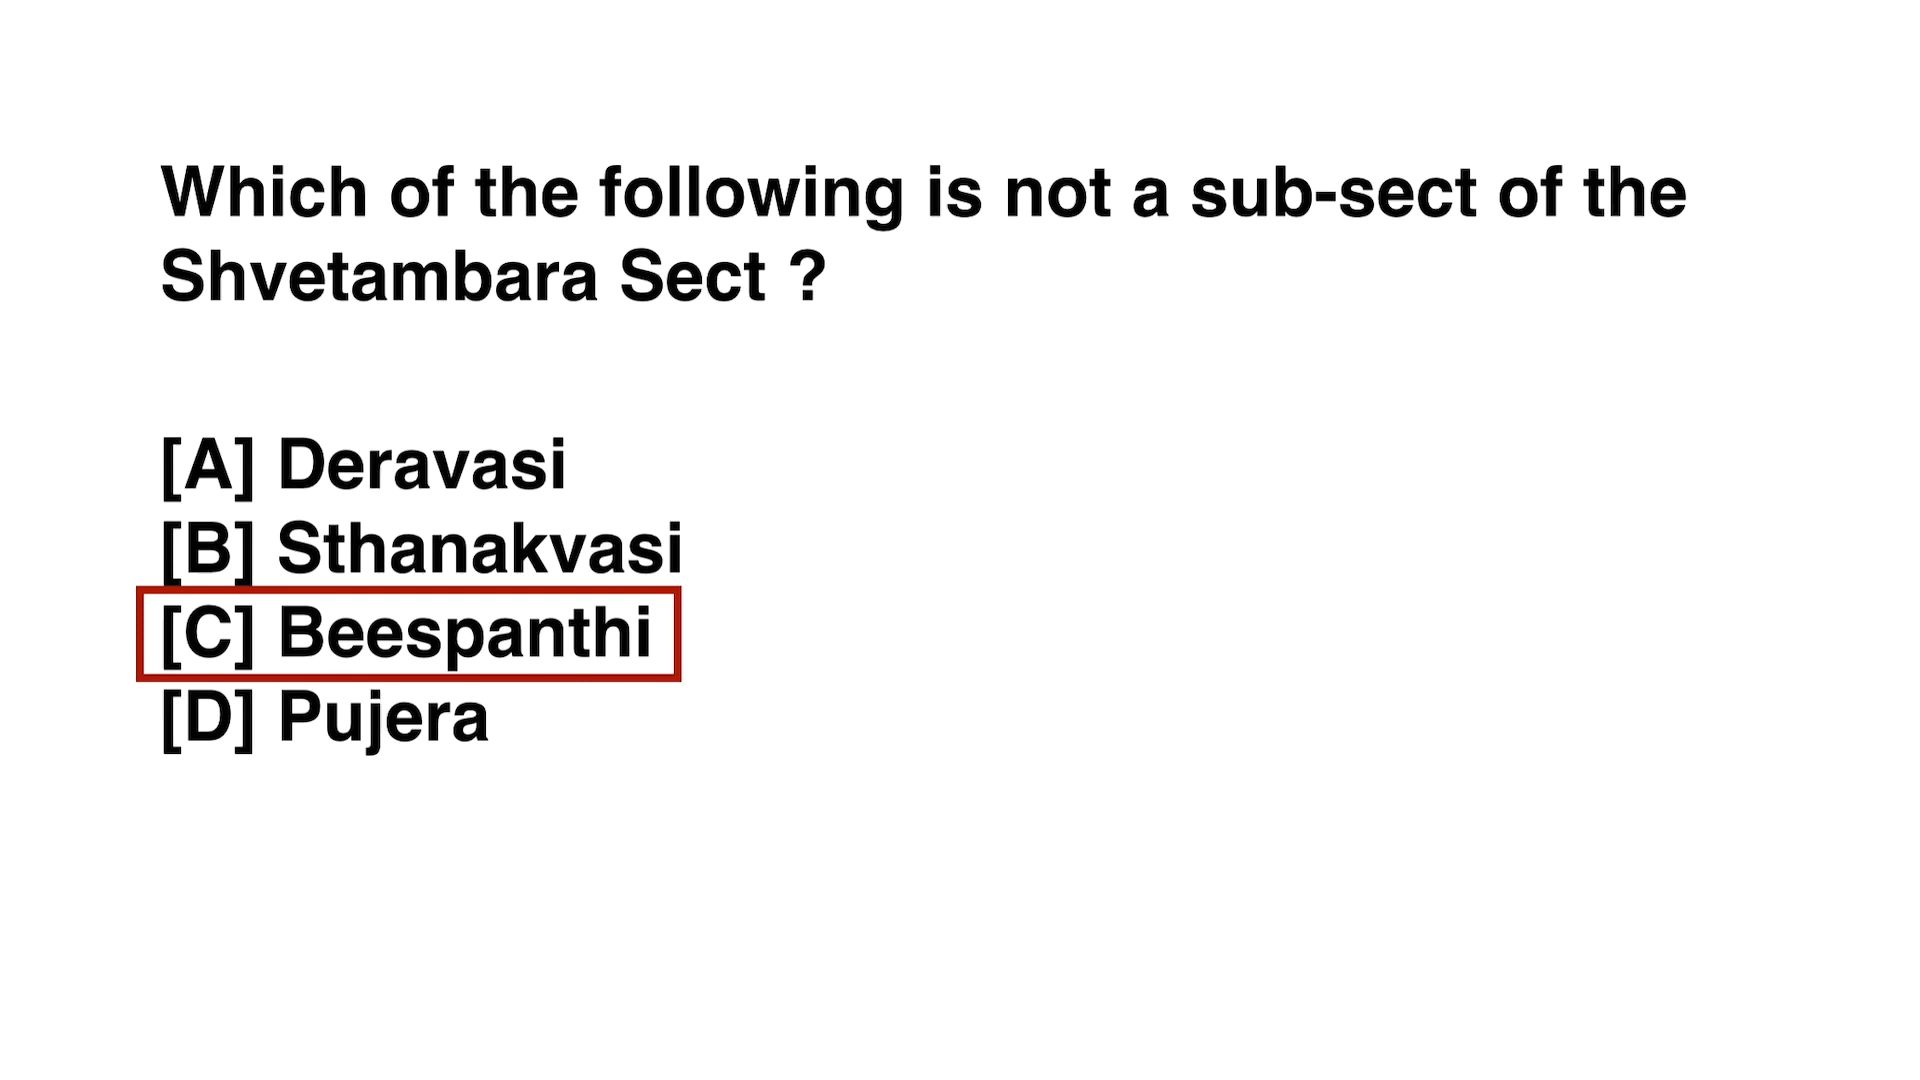 Which of the following is not a sub-sect of the
Shvetambara Sect ?
[A] Deravasi
[B] Sthanakvasi
[C] Beespanthi
[D] Pujera